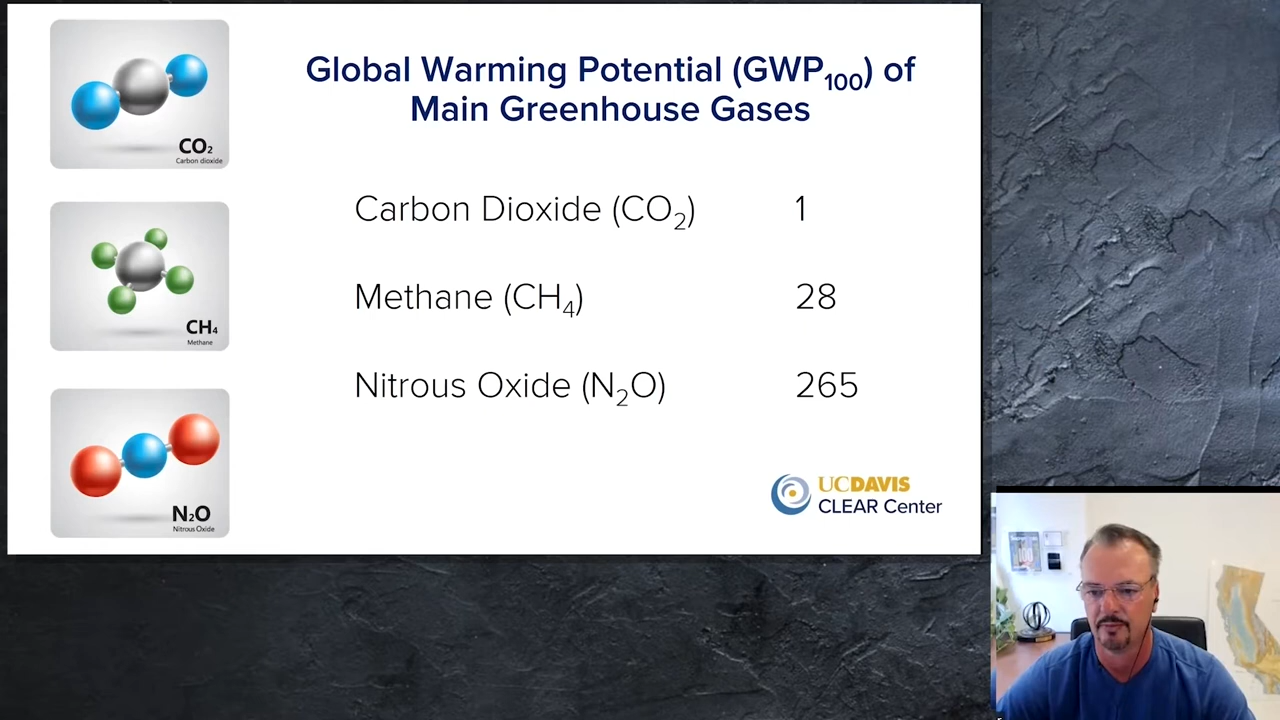 Global Warming Potential (GWP₁₀₀) of
Main Greenhouse Gases
CO₂
Carbon dioxide
Carbon Dioxide (CO₂) 1
CH₄
Methane
Methane (CH₄) 28
N₂O
Nitrous Oxide
Nitrous Oxide (N₂O) 265
UCDAVIS
CLEAR Center